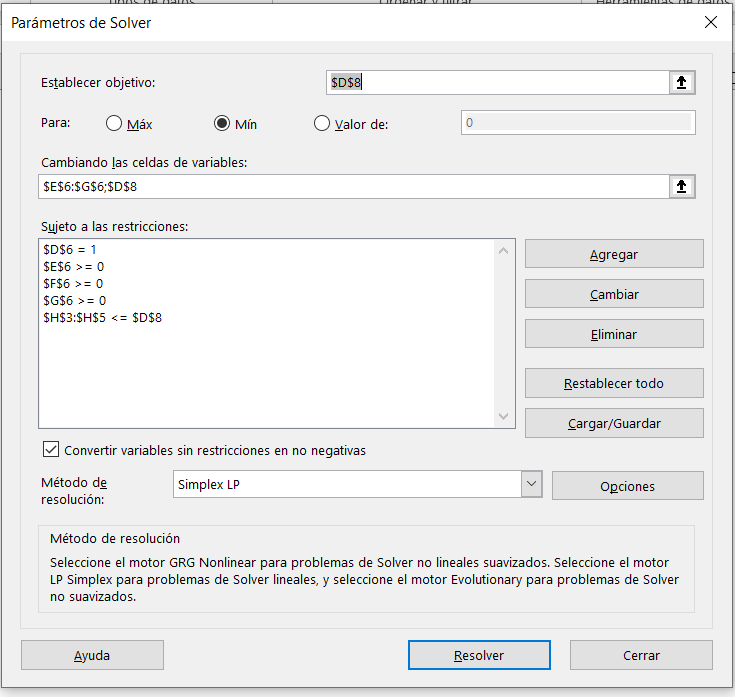 Parámetros de Solver
Establecer objetivo:
$D$8
Para:
Máx
Mín
Valor de:
0
Cambiando las celdas de variables:
$E$6:$G$6;$D$8
Sujeto a las restricciones:
$D$6 = 1
$E$6 >= 0
$F$6 >= 0
$G$6 >= 0
$H$3:$H$5 <= $D$8
Agregar
Cambiar
Eliminar
Restablecer todo
Cargar/Guardar
Convertir variables sin restricciones en no negativas
Método de
resolución:
Simplex LP
Opciones
Método de resolución
Seleccione el motor GRG Nonlinear para problemas de Solver no lineales suavizados. Seleccione el motor
LP Simplex para problemas de Solver lineales, y seleccione el motor Evolutionary para problemas de Solver
no suavizados.
Ayuda
Resolver
Cerrar